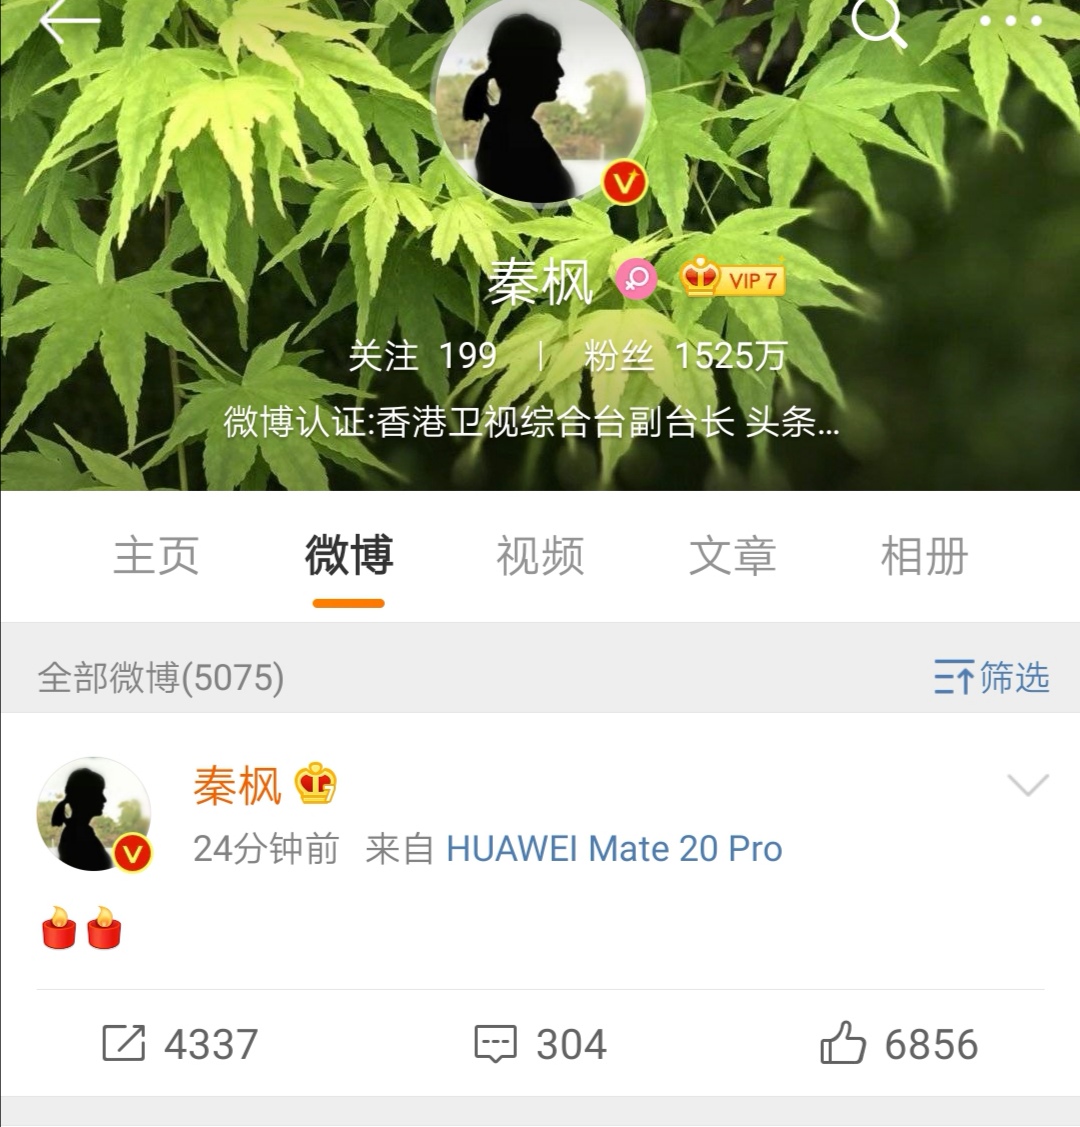 秦枫 VIP 7
关注 199 | 粉丝 1525万
微博认证:香港卫视综合台副台长 头条...
主页 微博 视频 文章 相册
全部微博(5075) 筛选
秦枫 7
24分钟前 来自 HUAWEI Mate 20 Pro
4337 304 6856